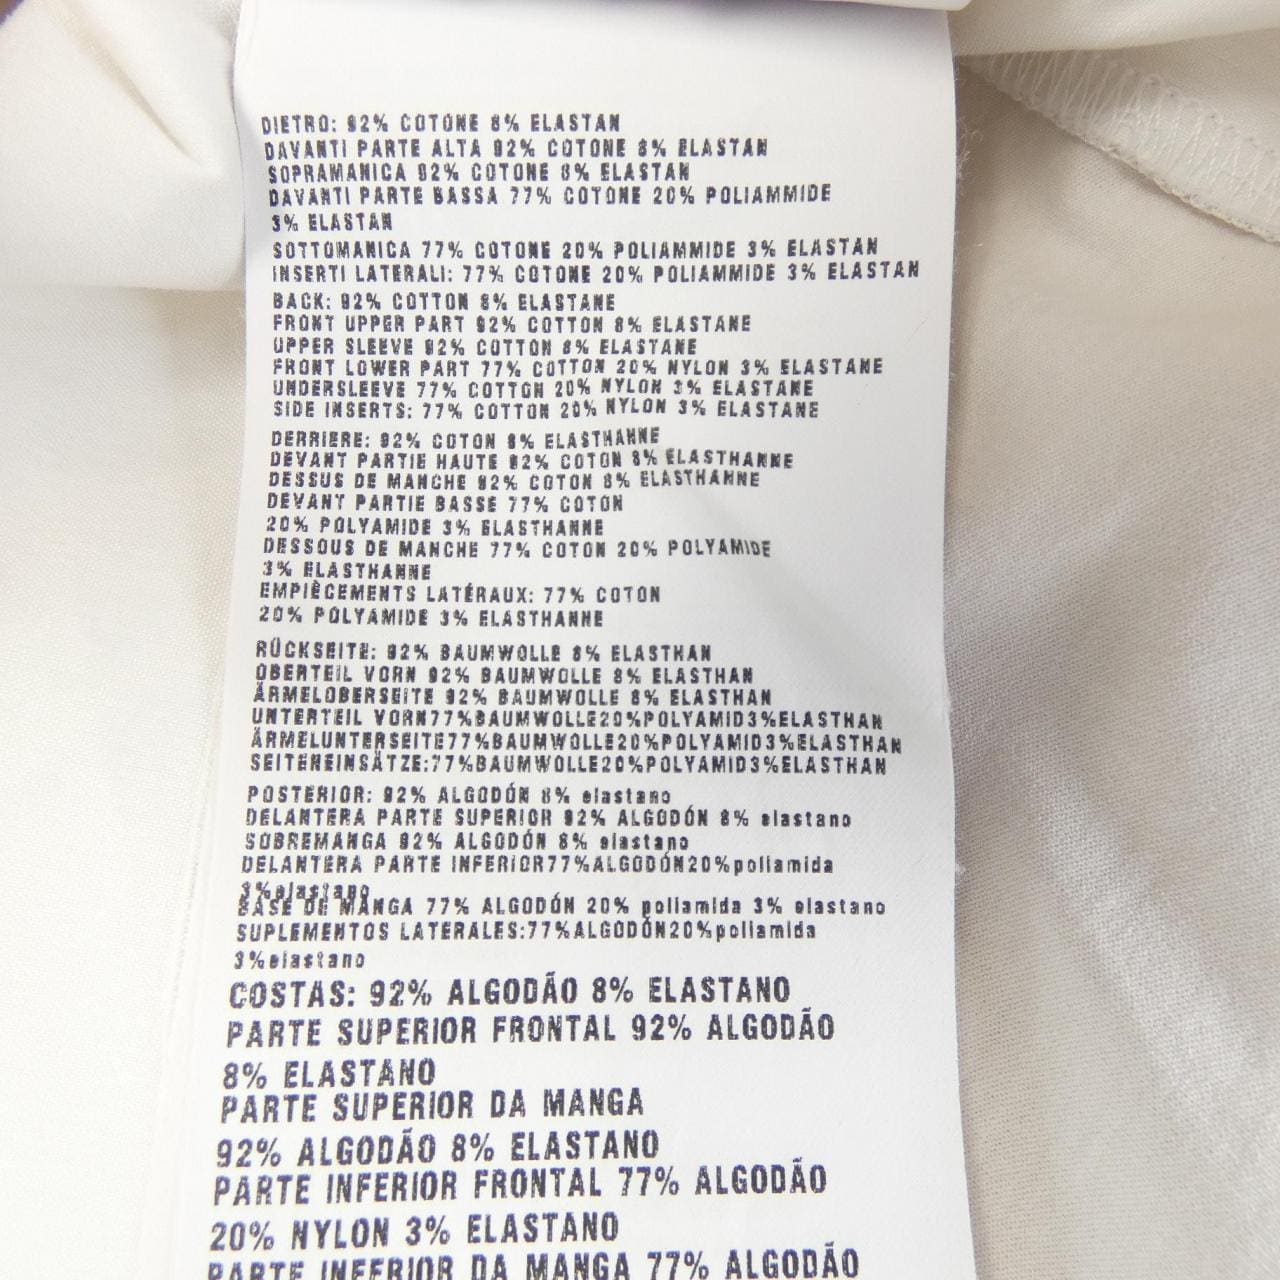 DIETRO: 92% COTONE 8% ELASTAN
DAVANTI PARTE ALTA 92% COTONE 8% ELASTAN
SOPRAMANICA 92% COTONE 8% ELASTAN
DAVANTI PARTE BASSA 77% COTONE 20% POLIAMMIDE
3% ELASTAN
SOTTOMANICA 77% COTONE 20% POLIAMMIDE 3% ELASTAN
INSERTI LATERALI: 77% COTONE 20% POLIAMMIDE 3% ELASTAN
BACK: 92% COTTON 8% ELASTANE
FRONT UPPER PART 92% COTTON 8% ELASTANE
UPPER SLEEVE 92% COTTON 8% ELASTANE
FRONT LOWER PART 77% COTTON 20% NYLON 3% ELASTANE
UNDERSLEEVE 77% COTTON 20% NYLON 3% ELASTANE
SIDE INSERTS: 77% COTTON 20% NYLON 3% ELASTANE
DERRIERE: 92% COTON 8% ELASTHANNE
DEVANT PARTIE HAUTE 92% COTON 8% ELASTHANNE
DESSUS DE MANCHE 92% COTON 8% ELASTHANNE
DEVANT PARTIE BASSE 77% COTON
20% POLYAMIDE 3% ELASTHANNE
DESSOUS DE MANCHE 77% COTON 20% POLYAMIDE
3% ELASTHANNE
EMPIÈCEMENTS LATÉRAUX: 77% COTON
20% POLYAMIDE 3% ELASTHANNE
RÜCKSEITE: 92% BAUMWOLLE 8% ELASTHAN
OBERTEIL VORN 92% BAUMWOLLE 8% ELASTHAN
ÄRMELOBERSEITE 92% BAUMWOLLE 8% ELASTHAN
UNTERTEIL VORN77%BAUMWOLLE20%POLYAMID3%ELASTHAN
ÄRMELUNTERSEITE77%BAUMWOLLE20%POLYAMID3%ELASTHAN
SEITENEINSÄTZE:77%BAUMWOLLE20%POLYAMID3%ELASTHAN
POSTERIOR: 92% ALGODÓN 8% elastano
DELANTERA PARTE SUPERIOR 92% ALGODÓN 8% elastano
SOBREMANGA 92% ALGODÓN 8% elastano
DELANTERA PARTE INFERIOR77%ALGODÓN20%poliamida
3%elastano
BASE DE MANGA 77% ALGODÓN 20% poliamida 3% elastano
SUPLEMENTOS LATERALES:77%ALGODÓN20%poliamida
3%elastano
COSTAS: 92% ALGODÃO 8% ELASTANO
PARTE SUPERIOR FRONTAL 92% ALGODÃO
8% ELASTANO
PARTE SUPERIOR DA MANGA
92% ALGODÃO 8% ELASTANO
PARTE INFERIOR FRONTAL 77% ALGODÃO
20% NYLON 3% ELASTANO
PARTE INFERIOR DA MANGA 77% ALGODÃO